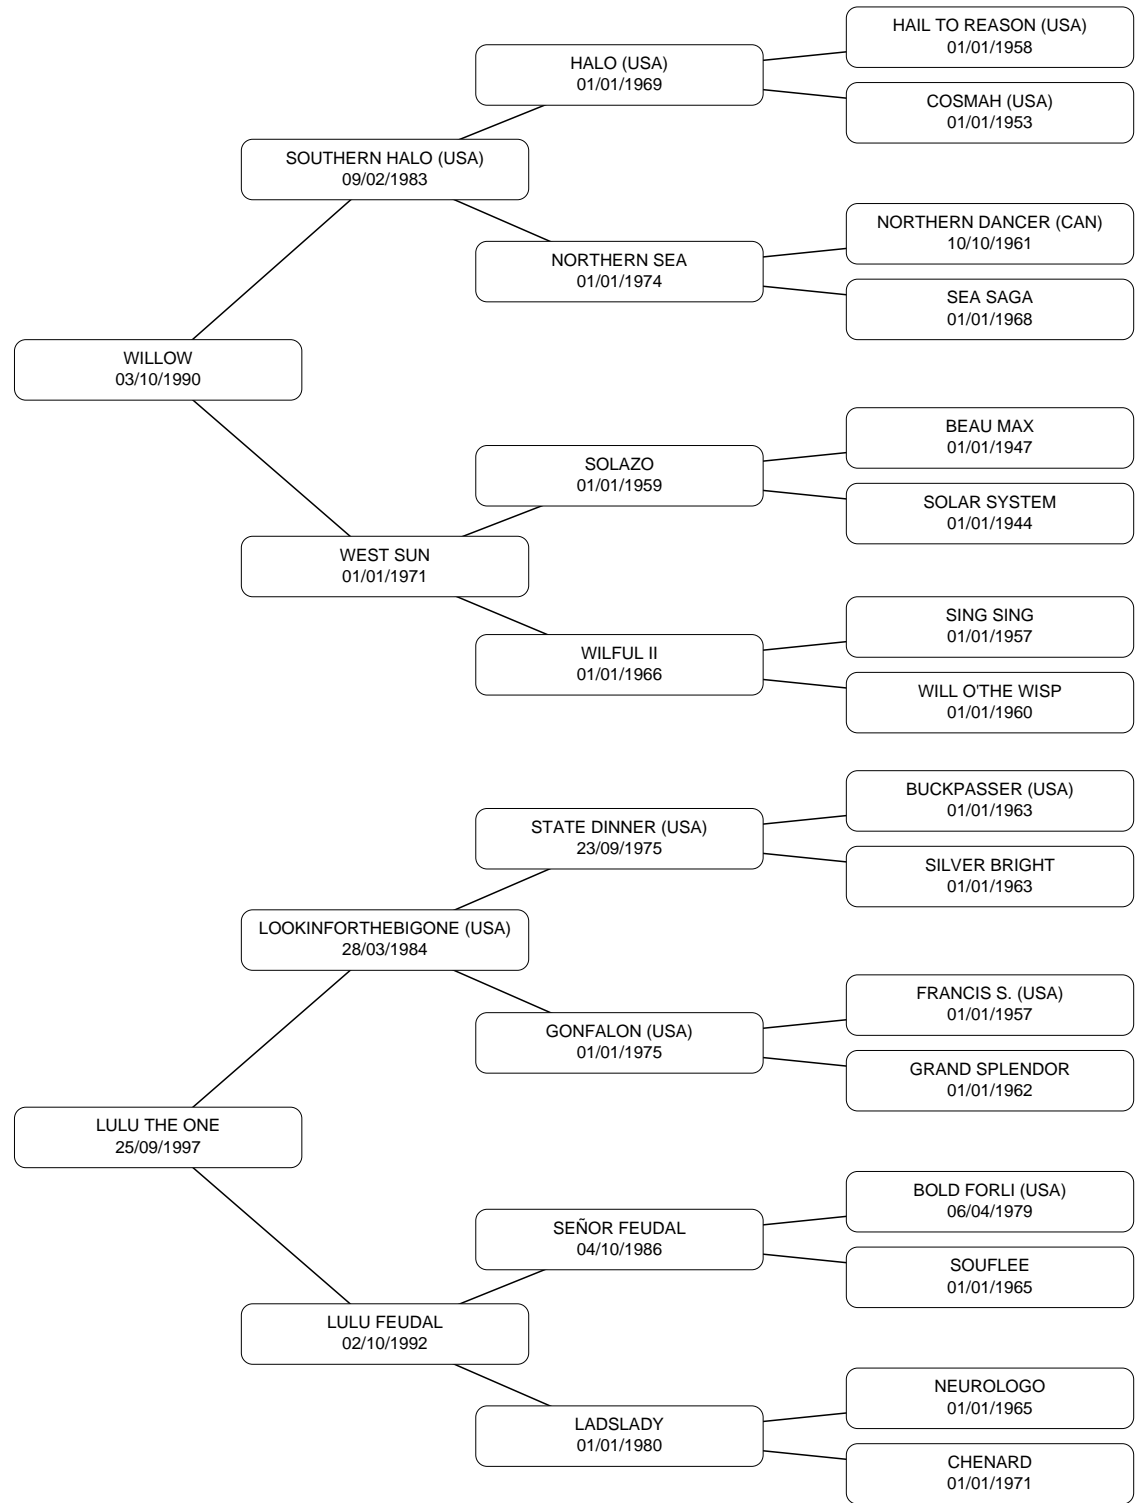 HAIL TO REASON (USA)
01/01/1958
HALO (USA)
01/01/1969
COSMAH (USA)
01/01/1953
SOUTHERN HALO (USA)
09/02/1983
NORTHERN DANCER (CAN)
10/10/1961
NORTHERN SEA
01/01/1974
SEA SAGA
01/01/1968
WILLOW
03/10/1990
BEAU MAX
01/01/1947
SOLAZO
01/01/1959
SOLAR SYSTEM
01/01/1944
WEST SUN
01/01/1971
SING SING
01/01/1957
WILFUL II
01/01/1966
WILL O'THE WISP
01/01/1960
BUCKPASSER (USA)
01/01/1963
STATE DINNER (USA)
23/09/1975
SILVER BRIGHT
01/01/1963
LOOKINFORTHEBIGONE (USA)
28/03/1984
FRANCIS S. (USA)
01/01/1957
GONFALON (USA)
01/01/1975
GRAND SPLENDOR
01/01/1962
LULU THE ONE
25/09/1997
BOLD FORLI (USA)
06/04/1979
SEÑOR FEUDAL
04/10/1986
SOUFLEE
01/01/1965
LULU FEUDAL
02/10/1992
NEUROLOGO
01/01/1965
LADSLADY
01/01/1980
CHENARD
01/01/1971